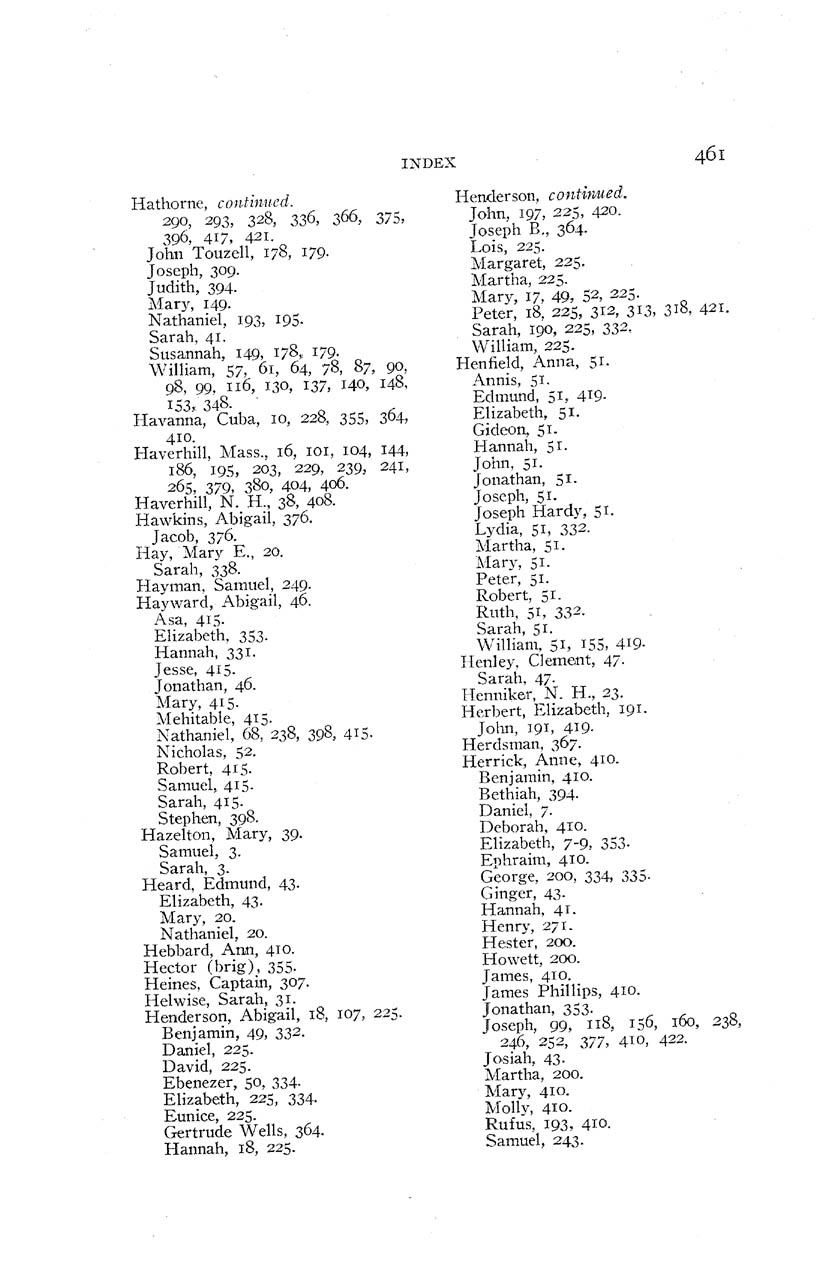 INDEX 461
Hathorne, continued.
290, 293, 328, 336, 366, 375,
396, 417, 421.
John Touzell, 178, 179.
Joseph, 309.
Judith, 394.
Mary, 149.
Nathaniel, 193, 195.
Sarah, 41.
Susannah, 149, 178, 179.
William, 57, 61, 64, 78, 87, 90,
98, 99, 116, 130, 137, 140, 148,
153, 348.
Havanna, Cuba, 10, 228, 355, 364,
410.
Haverhill, Mass., 16, 101, 104, 144,
186, 195, 203, 229, 239, 241,
265, 379, 380, 404, 406.
Haverhill, N. H., 38, 408.
Hawkins, Abigail, 376.
Jacob, 376.
Hay, Mary E., 20.
Sarah, 338.
Hayman, Samuel, 249.
Hayward, Abigail, 46.
Asa, 415.
Elizabeth, 353.
Hannah, 331.
Jesse, 415.
Jonathan, 46.
Mary, 415.
Mehitable, 415.
Nathaniel, 68, 238, 398, 415.
Nicholas, 52.
Robert, 415.
Samuel, 415.
Sarah, 415.
Stephen, 398.
Hazelton, Mary, 39.
Samuel, 3.
Sarah, 3.
Heard, Edmund, 43.
Elizabeth, 43.
Mary, 20.
Nathaniel, 20.
Hebbard, Ann, 410.
Hector (brig), 355.
Heines, Captain, 307.
Helwise, Sarah, 31.
Henderson, Abigail, 18, 107, 225.
Benjamin, 49, 332.
Daniel, 225.
David, 225.
Ebenezer, 50, 334.
Elizabeth, 225, 334.
Eunice, 225.
Gertrude Wells, 364.
Hannah, 18, 225.
Henderson, continued.
John, 197, 225, 420.
Joseph B., 364.
Lois, 225.
Margaret, 225.
Martha, 225.
Mary, 17, 49, 52, 225.
Peter, 18, 225, 312, 313, 318, 421.
Sarah, 190, 225, 332.
William, 225.
Henfield, Anna, 51.
Annis, 51.
Edmund, 51, 419.
Elizabeth, 51.
Gideon, 51.
Hannah, 51.
John, 51.
Jonathan, 51.
Joseph, 51.
Joseph Hardy, 51.
Lydia, 51, 332.
Martha, 51.
Mary, 51.
Peter, 51.
Robert, 51.
Ruth, 51, 332.
Sarah, 51.
William, 51, 155, 419.
Henley, Clement, 47.
Sarah, 47.
Henniker, N. H., 23.
Herbert, Elizabeth, 191.
John, 191, 419.
Herdsman, 367.
Herrick, Anne, 410.
Benjamin, 410.
Bethiah, 394.
Daniel, 7.
Deborah, 410.
Elizabeth, 7-9, 353.
Ephraim, 410.
George, 200, 334, 335.
Ginger, 43.
Hannah, 41.
Henry, 271.
Hester, 200.
Howett, 200.
James, 410.
James Phillips, 410.
Jonathan, 353.
Joseph, 99, 118, 156, 160, 238,
246, 252, 377, 410, 422.
Josiah, 43.
Martha, 200.
Mary, 410.
Molly, 410.
Rufus, 193, 410.
Samuel, 243.